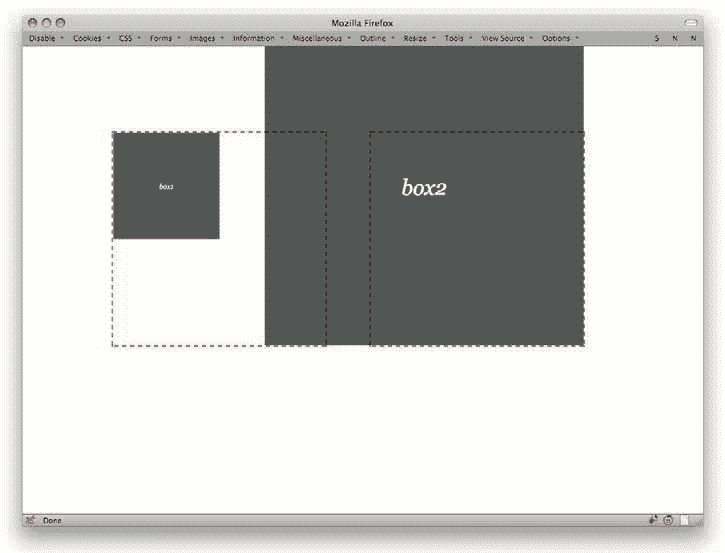 Mozilla Firefox
Disable Cookies CSS Forms Images Information Miscellaneous Outline Resize Tools View Source Options S N N
box1
box2
Done